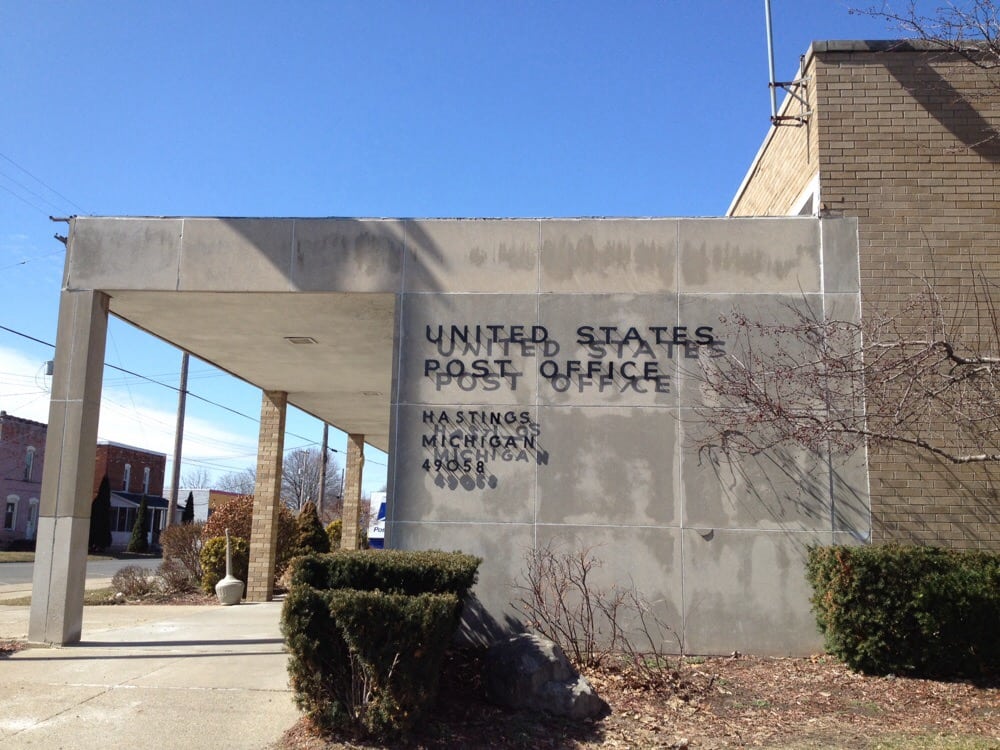 UNITED STATES
POST OFFICE
HASTINGS
MICHIGAN
49058